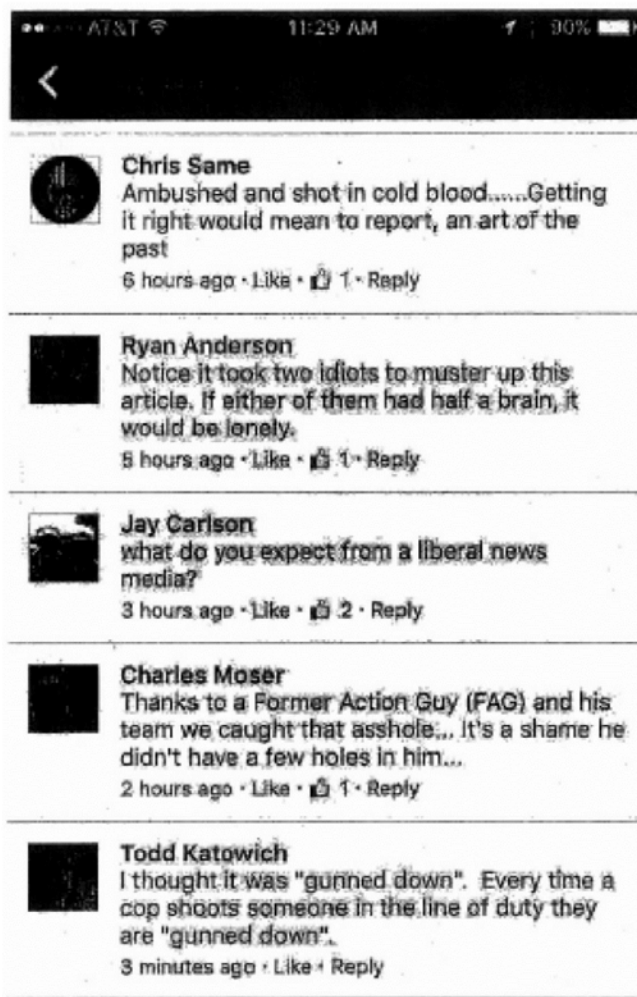 AT&T 11:29 AM 90%
Chris Same
Ambushed and shot in cold blood......Getting
it right would mean to report, an art of the
past
6 hours ago · Like · 1 · Reply
Ryan Anderson
Notice it took two idiots to muster up this
article. If either of them had half a brain, it
would be lonely.
5 hours ago · Like · 1 · Reply
Jay Carlson
what do you expect from a liberal news
media?
3 hours ago · Like · 2 · Reply
Charles Moser
Thanks to a Former Action Guy (FAG) and his
team we caught that asshole... It's a shame he
didn't have a few holes in him...
2 hours ago · Like · 1 · Reply
Todd Katowich
I thought it was "gunned down".  Every time a
cop shoots someone in the line of duty they
are "gunned down".
3 minutes ago · Like · Reply